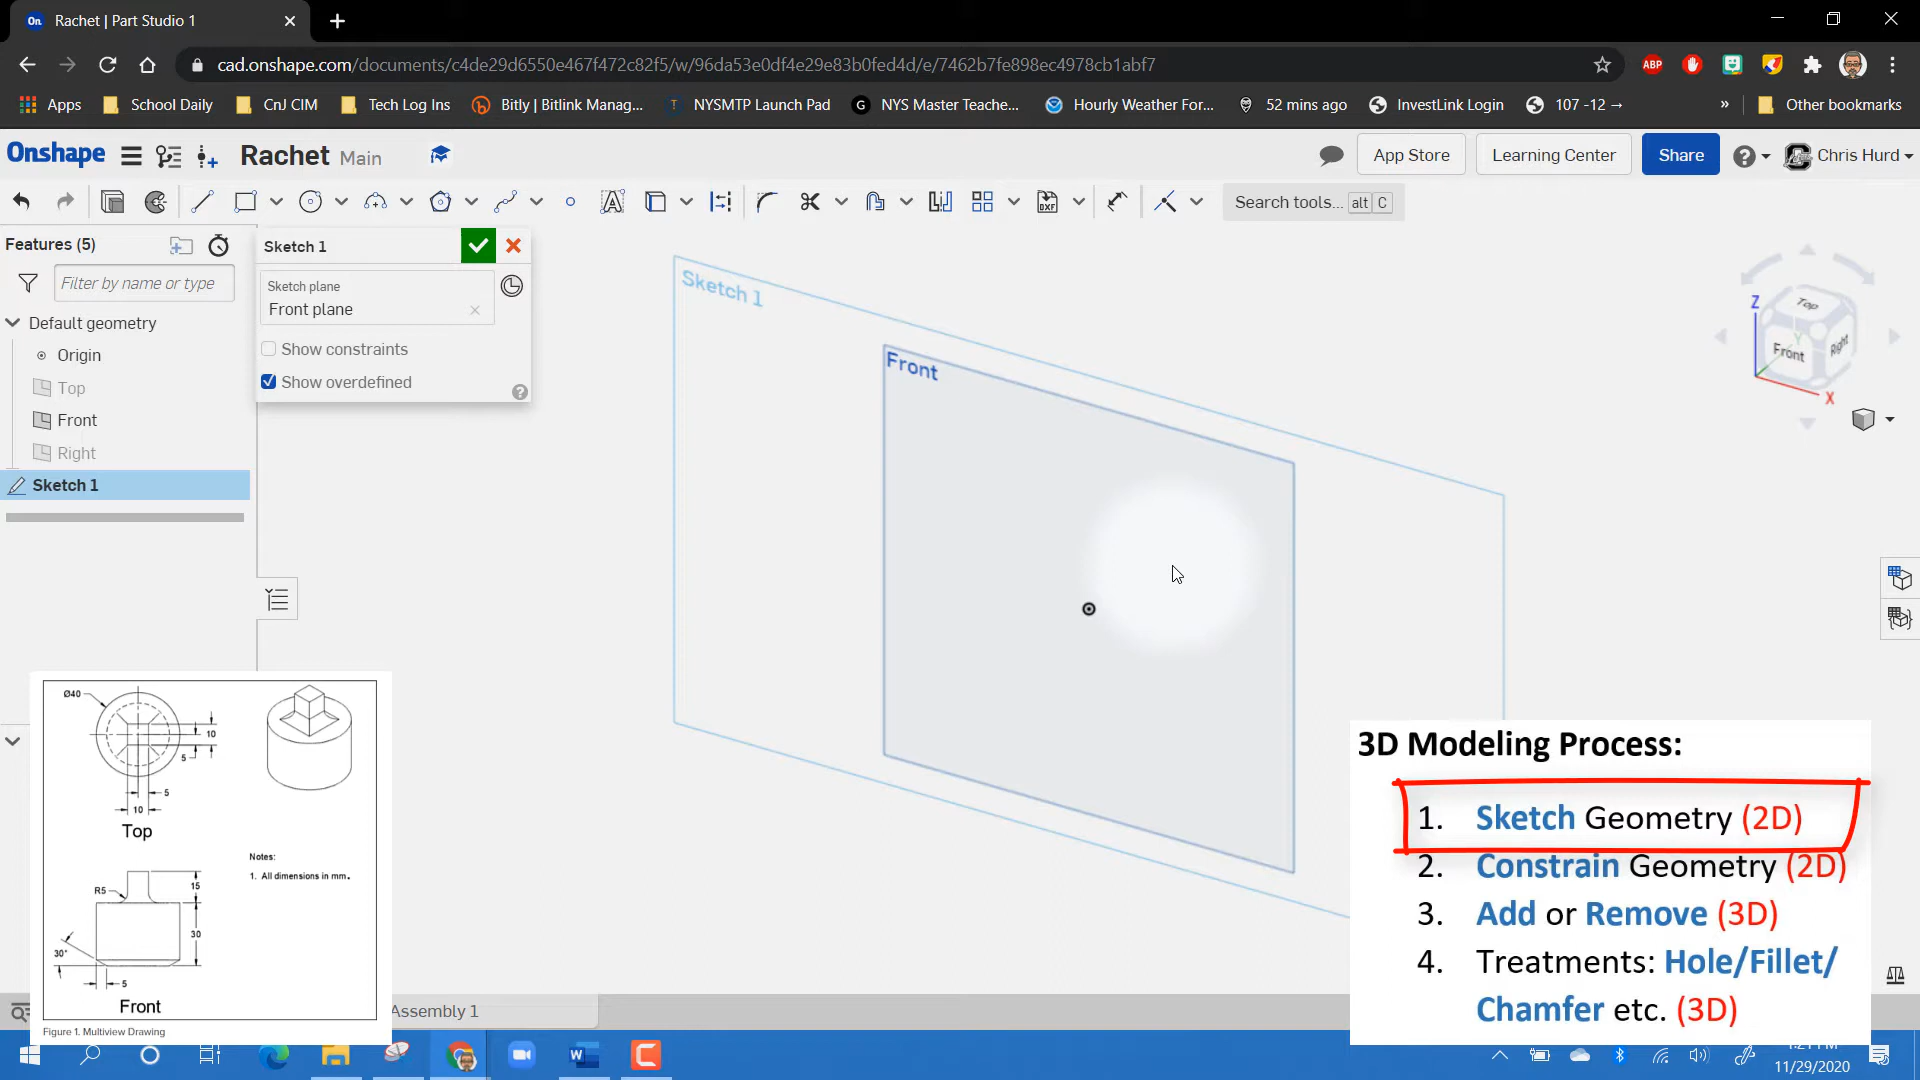 On Rachet | Part Studio 1
cad.onshape.com/documents/c4de29d6550e467f472c82f5/w/96da53e0df4e29e83b0fed4d/e/7462b7fe898ec4978cb1abf7
ABP
Apps School Daily CnJ CIM Tech Log Ins Bitly | Bitlink Manag... T NYSMTP Launch Pad G NYS Master Teache... Hourly Weather For... 52 mins ago InvestLink Login 107 -12 → » Other bookmarks
Onshape Rachet Main App Store Learning Center Share Chris Hurd
DXF Search tools... alt C
Features (5)
Filter by name or type
Default geometry
Origin
Top
Front
Right
Sketch 1
Sketch 1
Sketch plane
Front plane
Show constraints
Show overdefined
Sketch 1
Front
Top
Front
Right
Z
Y
X
Ø40
10
5
5
10
Top
Notes:
1. All dimensions in mm.
R5
15
30
30°
5
Front
Figure 1. Multiview Drawing
3D Modeling Process:
1. Sketch Geometry (2D)
2. Constrain Geometry (2D)
3. Add or Remove (3D)
4. Treatments: Hole/Fillet/
Chamfer etc. (3D)
Assembly 1
11/29/2020